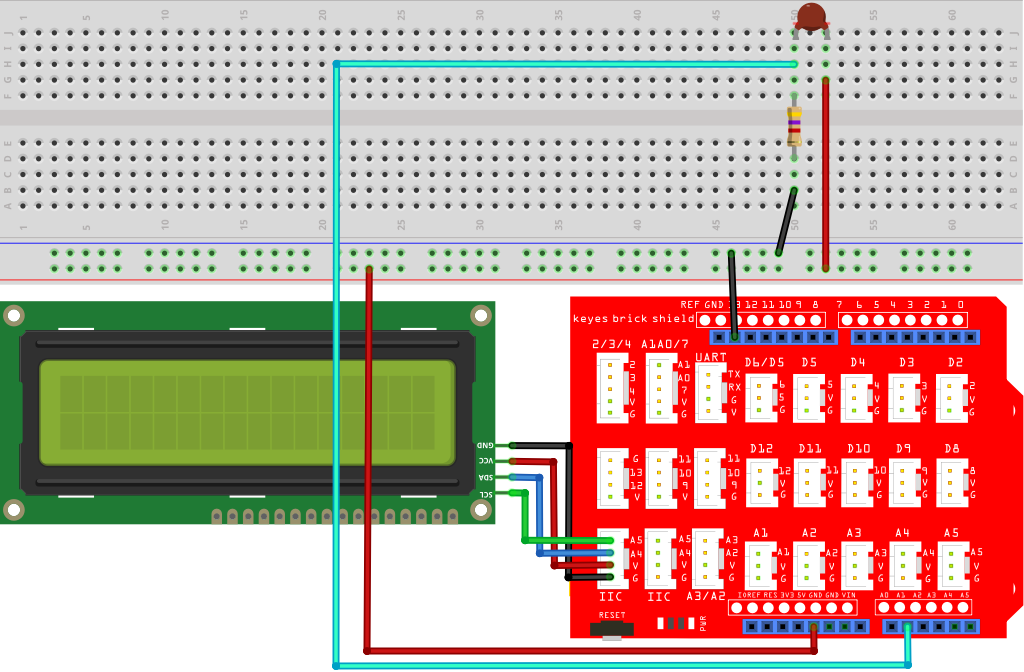 1 5 10 15 20 25 30 35 40 45 50 55 60
J J
I I
H H
G G
F F
E E
D D
C C
B B
A A
1 5 10 15 20 25 30 35 40 45 50 55 60
REF GND 13 12 11 10 9 8 7 6 5 4 3 2 1 0
keyes brick shield
2/3/4 A1A0/7 UART D6/D5 D5 D4 D3 D2
2 A1 TX 6 5 4 3 2
3 A0 RX 5 V V V V
4 7 G G G G G G
V V V
G G
D12 D11 D10 D9 D8
G 11 11 12 11 10 9 8
13 10 10 V V V V V
12 9 9 G G G G G
V V G
GND
VCC
SDA
SCL
A1 A2 A3 A4 A5
A5 A5 A3 A1 A2 A3 A4 A5
A4 A4 A2 V V V V V
V V V G G G G G
G G G
IIC IIC A3/A2
IOREF RES 3V3 5V GND GND VIN A0 A1 A2 A3 A4 A5
RESET
PWR